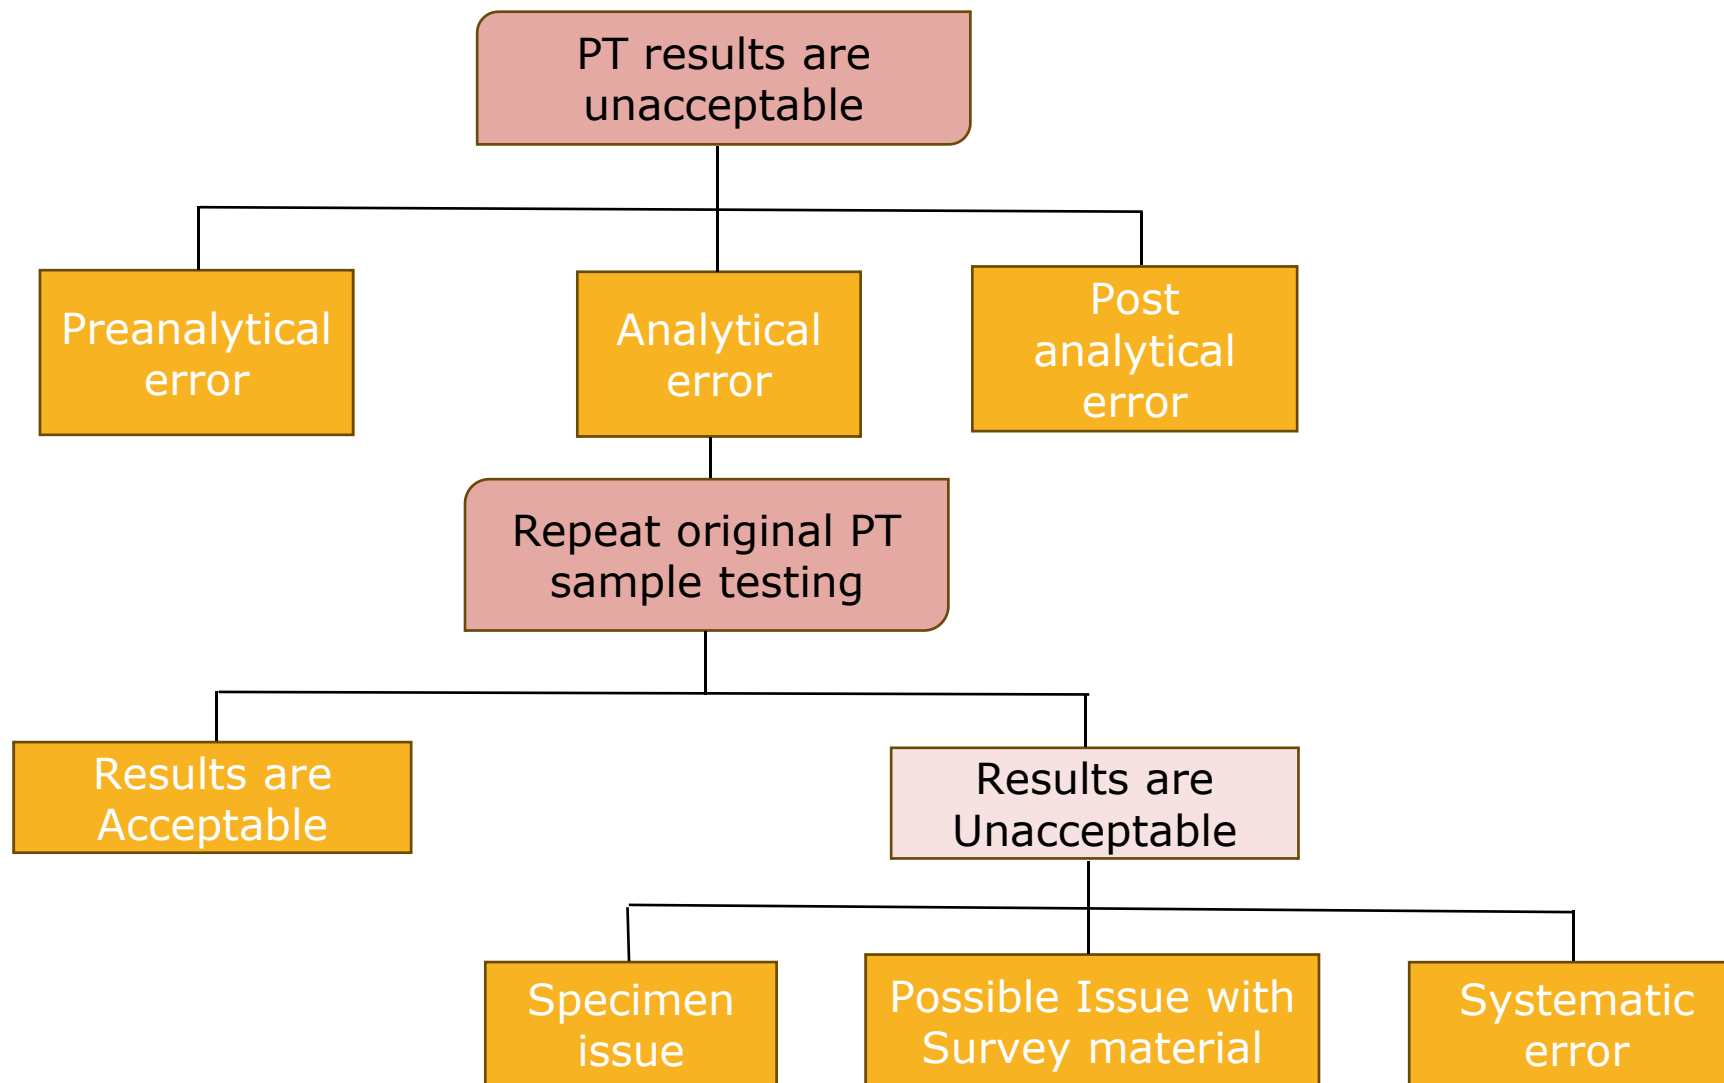 PT results are
unacceptable
Preanalytical
error
Analytical
error
Post
analytical
error
Repeat original PT
sample testing
Results are
Acceptable
Results are
Unacceptable
Specimen
issue
Possible Issue with
Survey material
Systematic
error